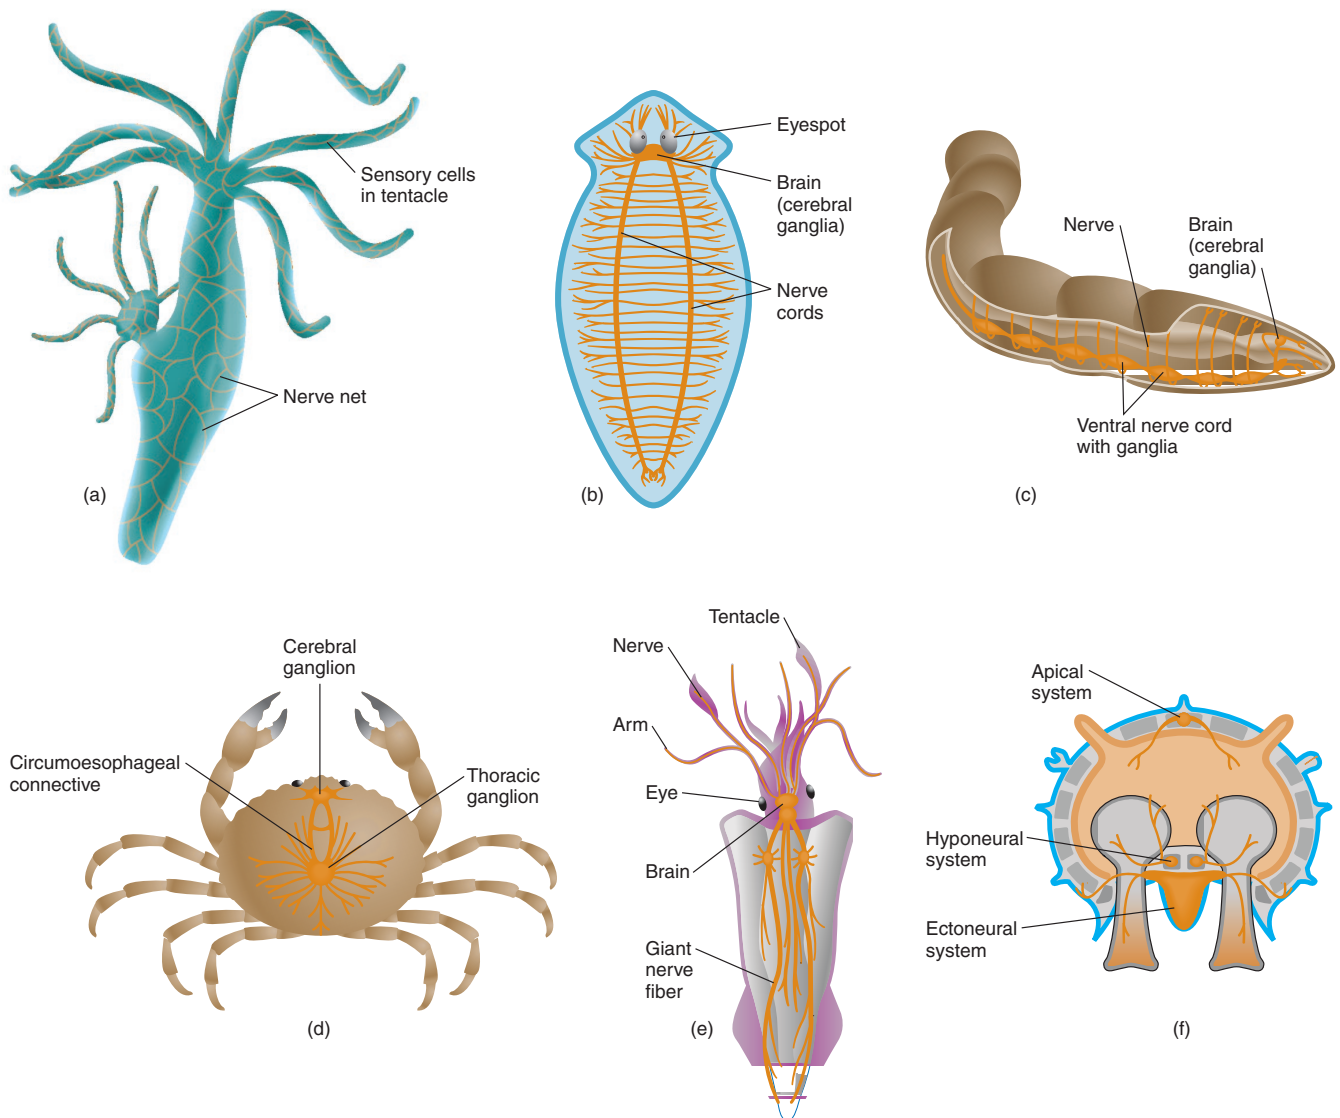 Sensory cells
in tentacle
Nerve net
(a)
Eyespot
Brain
(cerebral
ganglia)
Nerve
cords
(b)
Nerve
Brain
(cerebral
ganglia)
Ventral nerve cord
with ganglia
(c)
Cerebral
ganglion
Circumoesophageal
connective
Thoracic
ganglion
(d)
Tentacle
Nerve
Arm
Eye
Brain
Giant
nerve
fiber
(e)
Apical
system
Hyponeural
system
Ectoneural
system
(f)